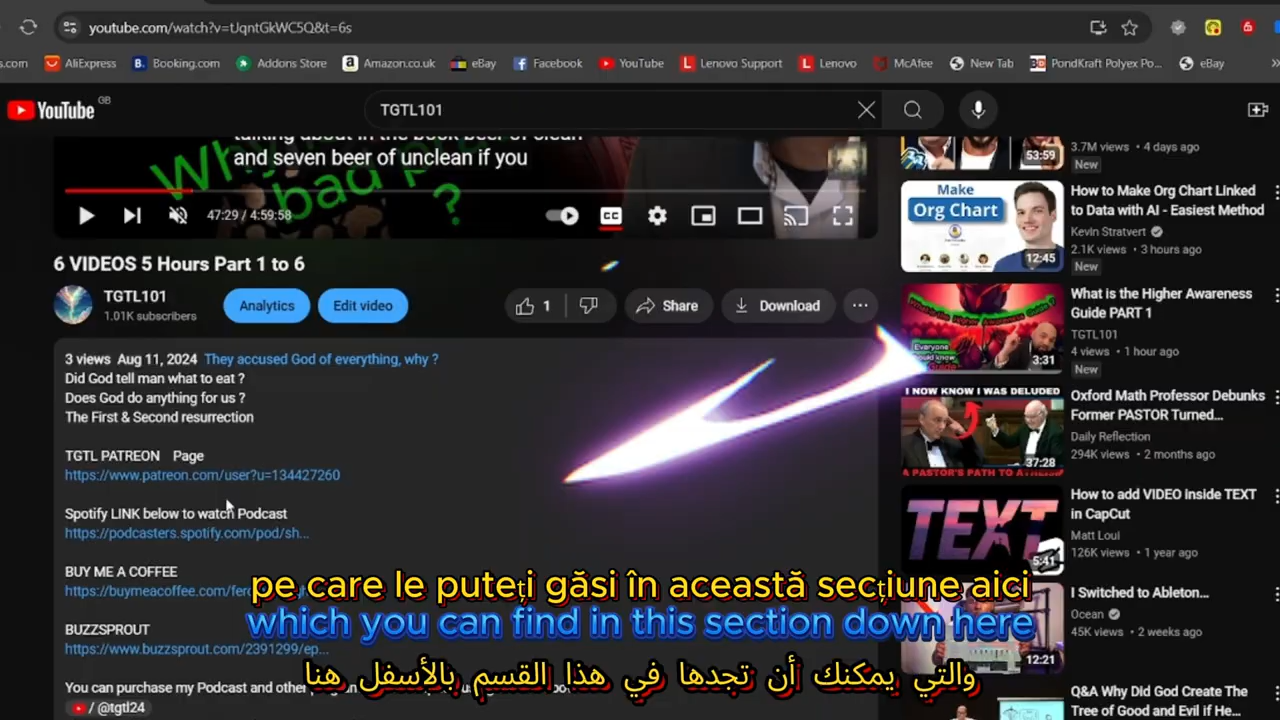 youtube.com/watch?v=tJqntGkWC5Q&t=6s
s.com
AliExpress
Booking.com
Addons Store
Amazon.co.uk
eBay
Facebook
YouTube
Lenovo Support
Lenovo
McAfee
New Tab
PondKraft Polyex Po...
eBay
YouTube GB
TGTL101
and seven beer of unclean if you
Why
bad
?
47:29 / 4:59:58
CC
6 VIDEOS 5 Hours Part 1 to 6
TGTL101
1.01K subscribers
Analytics
Edit video
1
Share
Download
3 views Aug 11, 2024 They accused God of everything, why ?
Did God tell man what to eat ?
Does God do anything for us ?
The First & Second resurrection
TGTL PATREON Page
https://www.patreon.com/user?u=134427260
Spotify LINK below to watch Podcast
https://podcasters.spotify.com/pod/sh...
BUY ME A COFFEE
https://buymeacoffee.com/
BUZZSPROUT
https://www.buzzsprout.com/2391299/ep...
You can purchase my Podcast and other
/ @tgtl24
53:59
3.7M views • 4 days ago
New
Make
Org Chart
12:45
How to Make Org Chart Linked
to Data with AI - Easiest Method
Kevin Stratvert
2.1K views • 3 hours ago
New
Everyone
should know
Guide
3:31
What is the Higher Awareness
Guide PART 1
TGTL101
4 views • 1 hour ago
New
I NOW KNOW I WAS DELUDED
A PASTOR'S PATH TO
37:28
Oxford Math Professor Debunks
Former PASTOR Turned...
Daily Reflection
294K views • 2 months ago
TEXT
5:41
How to add VIDEO inside TEXT
in CapCut
Matt Loui
126K views • 1 year ago
12:21
I Switched to Ableton...
Ocean
45K views • 2 weeks ago
Q&A Why Did God Create The
Tree of Good and Evil if He...
pe care le puteți găsi în această secțiune aici
which you can find in this section down here
والتي يمكنك أن تجدها في هذا القسم بالأسفل هنا